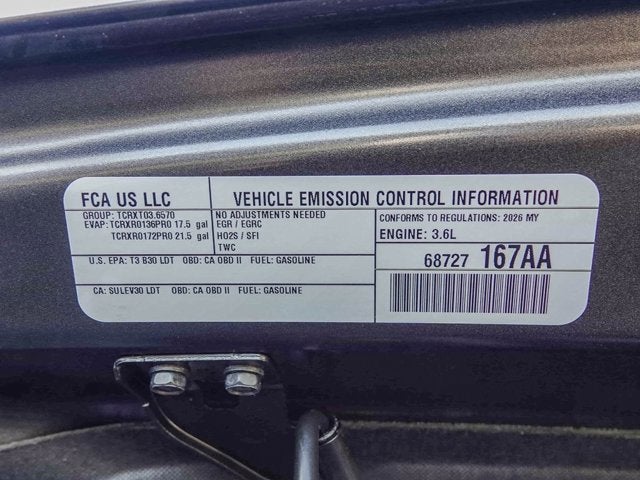 FCA US LLC
VEHICLE EMISSION CONTROL INFORMATION
GROUP: TCRXT03.6570
EVAP: TCRXR0136PR0 17.5 gal
TCRXR0172PR0 21.5 gal
NO ADJUSTMENTS NEEDED
EGR / EGRC
HO2S / SFI
TWC
CONFORMS TO REGULATIONS: 2026 MY
ENGINE: 3.6L
U.S. EPA: T3 B30 LDT OBD: CA OBD II FUEL: GASOLINE
68727 167AA
CA: SULEV30 LDT OBD: CA OBD II FUEL: GASOLINE